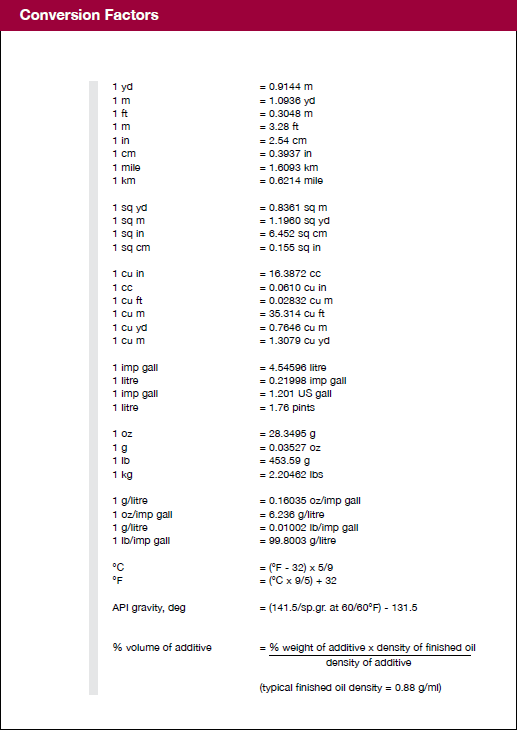 Conversion Factors
1 yd = 0.9144 m
1 m = 1.0936 yd
1 ft = 0.3048 m
1 m = 3.28 ft
1 in = 2.54 cm
1 cm = 0.3937 in
1 mile = 1.6093 km
1 km = 0.6214 mile
1 sq yd = 0.8361 sq m
1 sq m = 1.1960 sq yd
1 sq in = 6.452 sq cm
1 sq cm = 0.155 sq in
1 cu in = 16.3872 cc
1 cc = 0.0610 cu in
1 cu ft = 0.02832 cu m
1 cu m = 35.314 cu ft
1 cu yd = 0.7646 cu m
1 cu m = 1.3079 cu yd
1 imp gall = 4.54596 litre
1 litre = 0.21998 imp gall
1 imp gall = 1.201 US gall
1 litre = 1.76 pints
1 oz = 28.3495 g
1 g = 0.03527 oz
1 lb = 453.59 g
1 kg = 2.20462 lbs
1 g/litre = 0.16035 oz/imp gall
1 oz/imp gall = 6.236 g/litre
1 g/litre = 0.01002 lb/imp gall
1 lb/imp gall = 99.8003 g/litre
°C = (°F - 32) x 5/9
°F = (°C x 9/5) + 32
API gravity, deg = (141.5/sp.gr. at 60/60°F) - 131.5
% volume of additive = % weight of additive x density of finished oil
density of additive
(typical finished oil density = 0.88 g/ml)